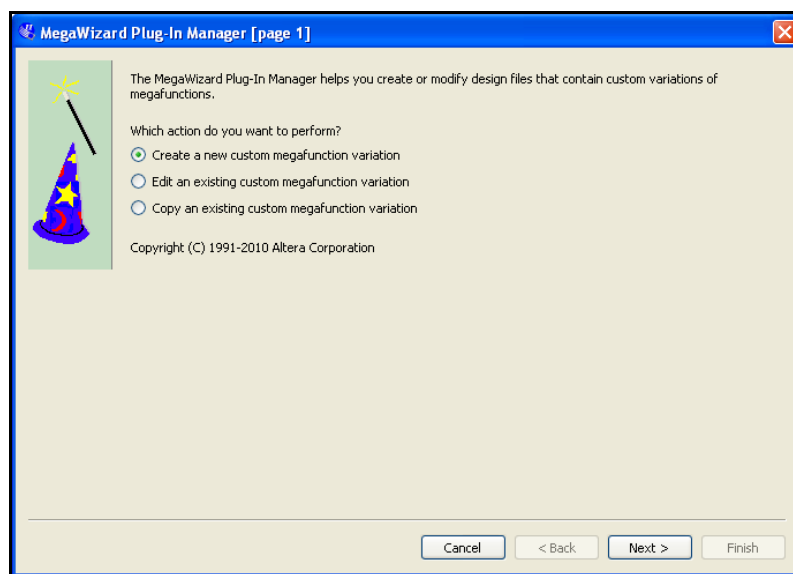 MegaWizard Plug-In Manager [page 1]
The MegaWizard Plug-In Manager helps you create or modify design files that contain custom variations of
megafunctions.
Which action do you want to perform?
Create a new custom megafunction variation
Edit an existing custom megafunction variation
Copy an existing custom megafunction variation
Copyright (C) 1991-2010 Altera Corporation
Cancel < Back Next > Finish